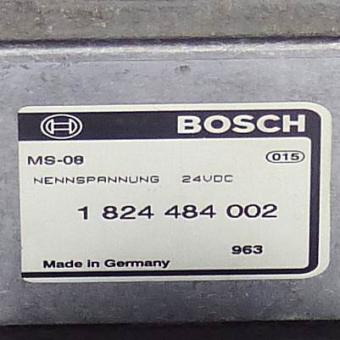 BOSCH
MS-08 015
NENNSPANNUNG 24VDC
1 824 484 002
963
Made in Germany